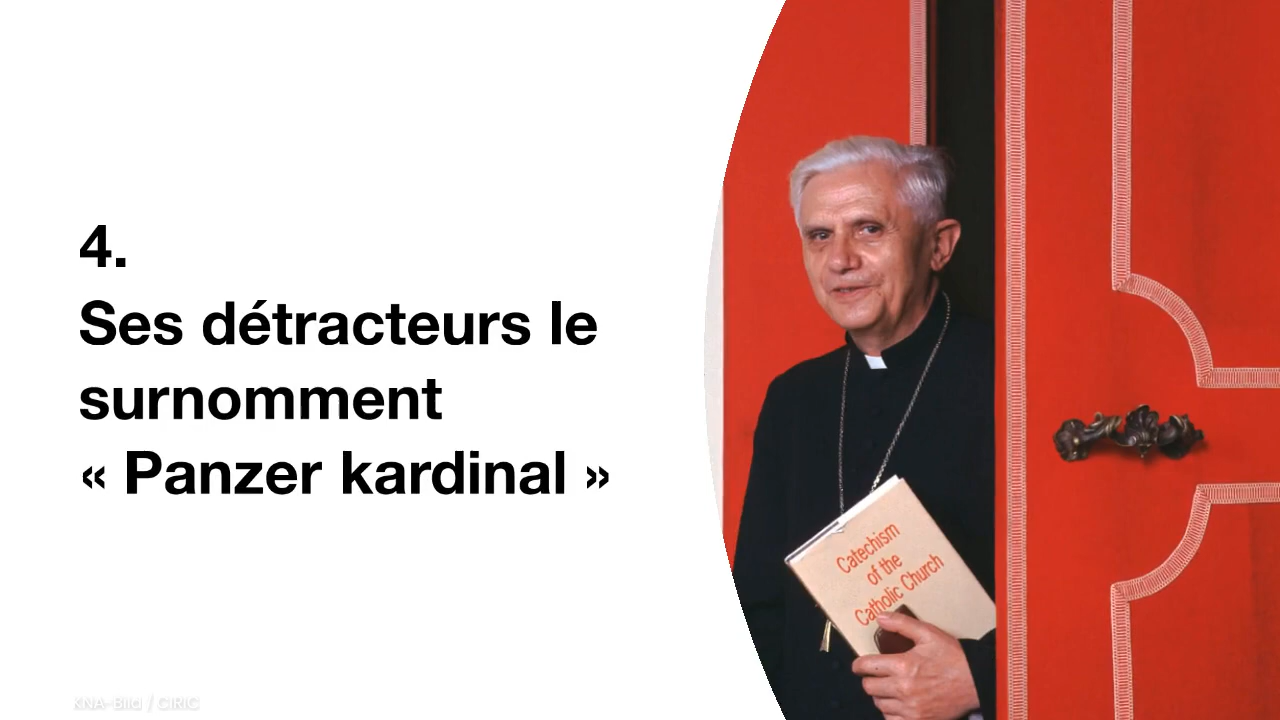 4.
Ses détracteurs le
surnomment
« Panzer kardinal »
Catechism
of the
Catholic Church
KNA-Bild / CIRIC